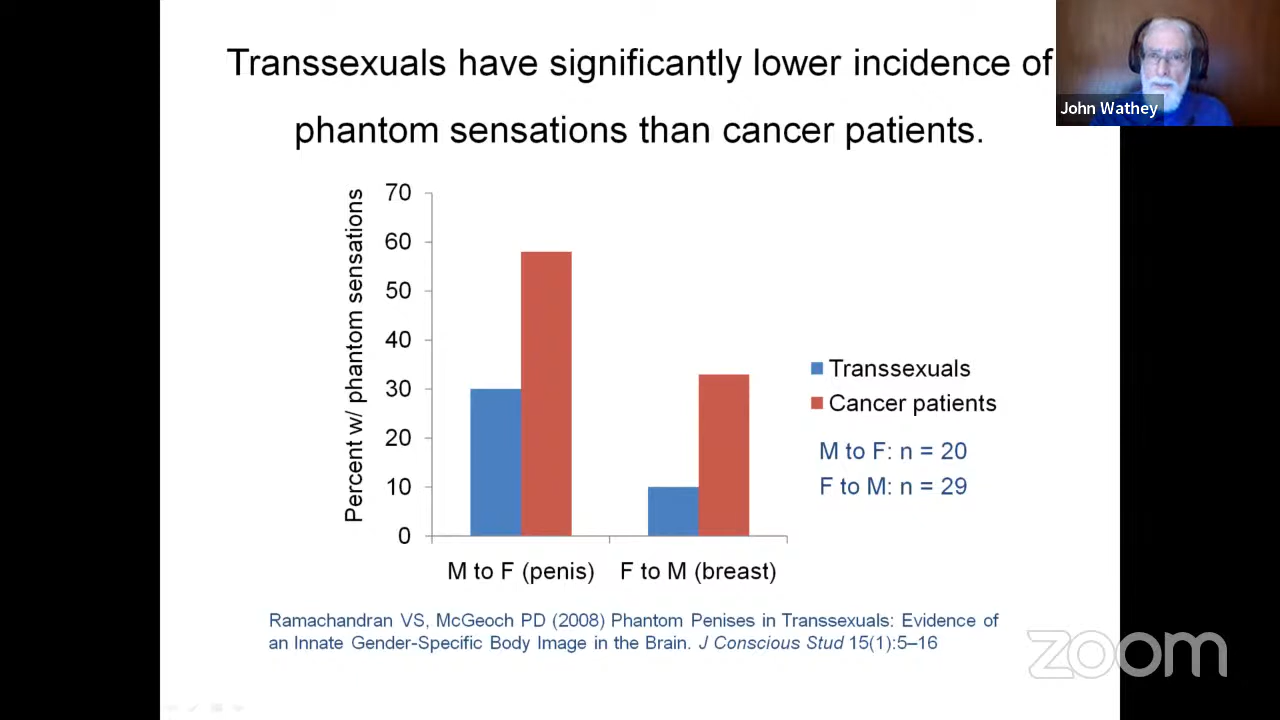 Transsexuals have significantly lower incidence of
phantom sensations than cancer patients.
John Wathey
Percent w/ phantom sensations
70
60
50
40
30
20
10
0
M to F (penis)
F to M (breast)
Transsexuals
Cancer patients
M to F: n = 20
F to M: n = 29
Ramachandran VS, McGeoch PD (2008) Phantom Penises in Transsexuals: Evidence of
an Innate Gender-Specific Body Image in the Brain. J Conscious Stud 15(1):5–16
zoom